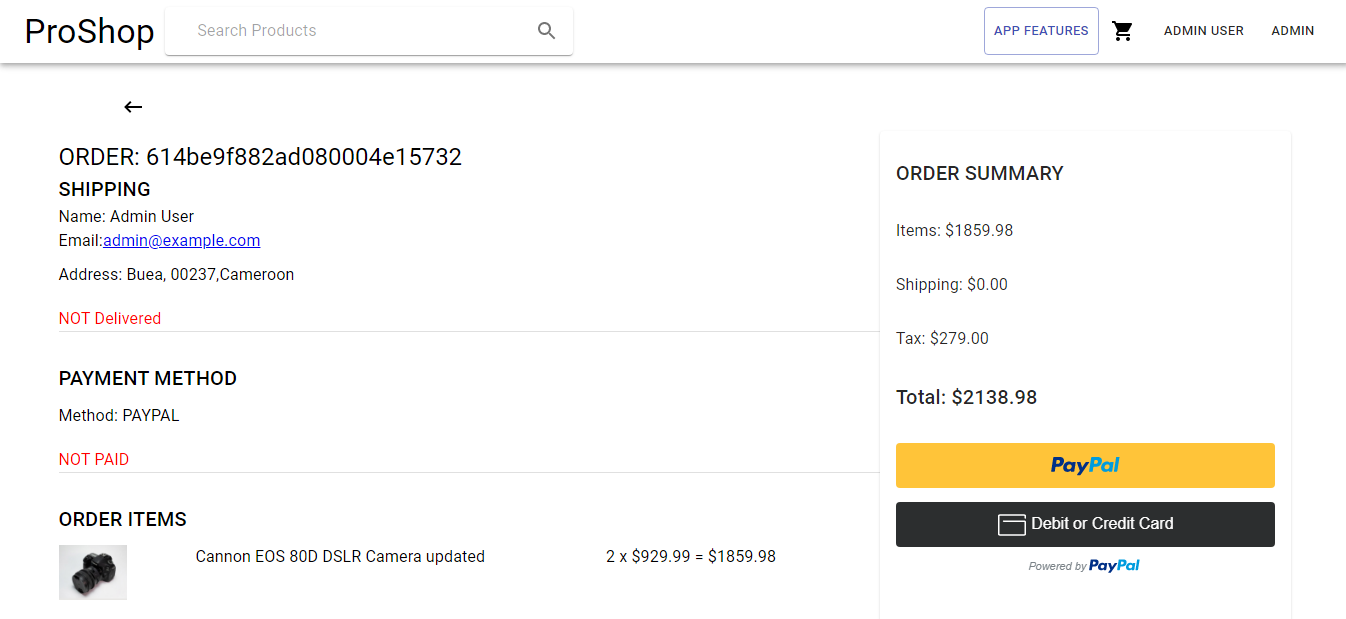 ProShop
Search Products
APP FEATURES
ADMIN USER
ADMIN
ORDER: 614be9f882ad080004e15732
SHIPPING
Name: Admin User
Email:admin@example.com
Address: Buea, 00237,Cameroon
NOT Delivered
PAYMENT METHOD
Method: PAYPAL
NOT PAID
ORDER ITEMS
Cannon EOS 80D DSLR Camera updated
2 x $929.99 = $1859.98
ORDER SUMMARY
Items: $1859.98
Shipping: $0.00
Tax: $279.00
Total: $2138.98
PayPal
Debit or Credit Card
Powered by PayPal